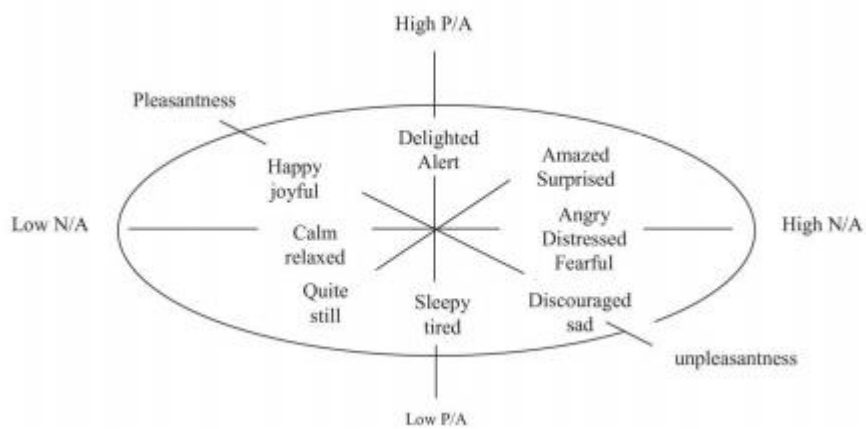 High P/A
Pleasantness
Delighted
Alert
Amazed
Surprised
Happy
joyful
Low N/A
Calm
relaxed
Angry
Distressed
Fearful
High N/A
Quite
still
Sleepy
tired
Discouraged
sad
unpleasantness
Low P/A